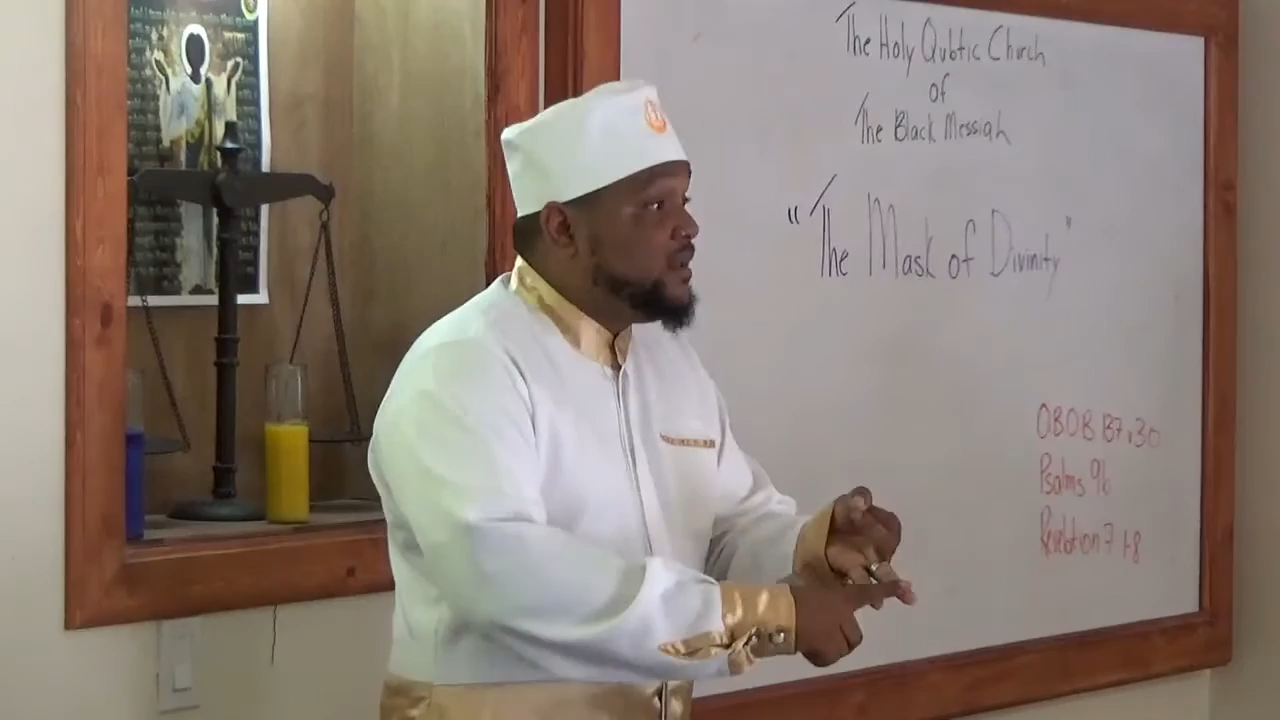 The Holy Qubtic Church
of
The Black Messiah
"The Mask of Divinity"
OBOB 137:30
Psalms 96
Revelation 7 1-8